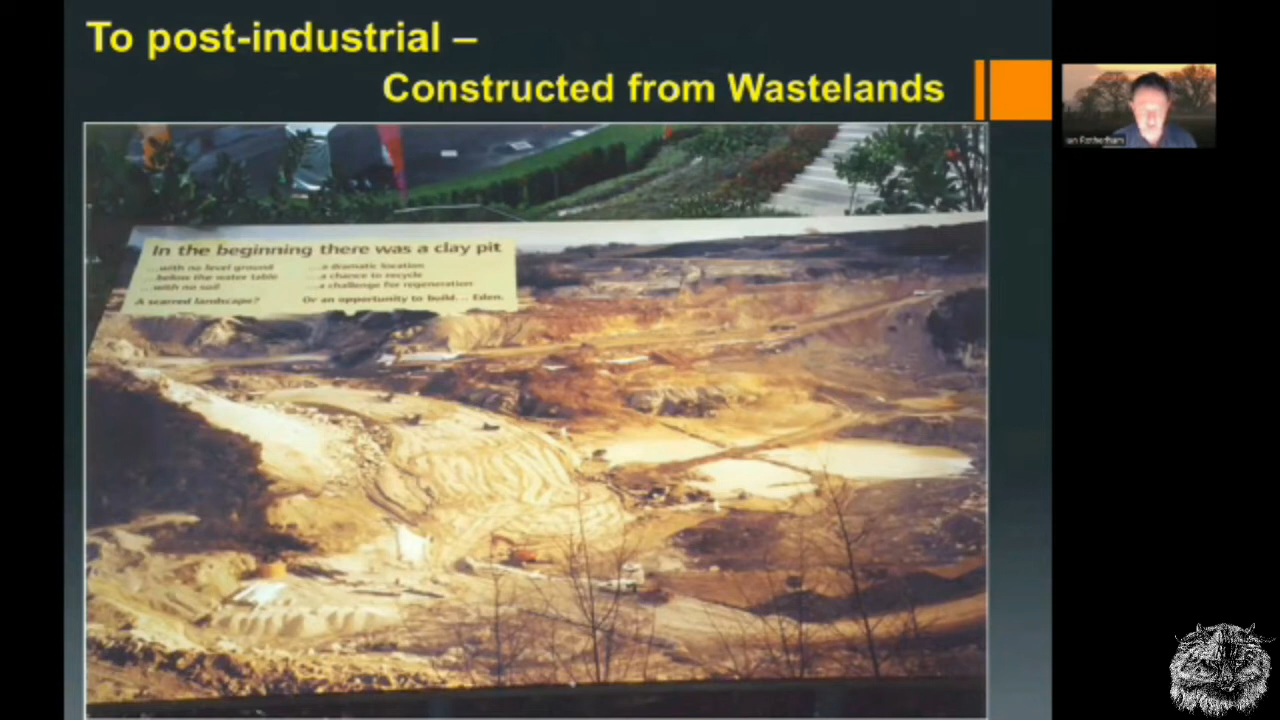 To post-industrial –
Constructed from Wastelands
In the beginning there was a clay pit
...with no level ground
...below the water table
...with no soil
A scarred landscape?
...a dramatic location
...a chance to recycle
...a challenge for regeneration
Or an opportunity to build... Eden.
Ian Rotherham